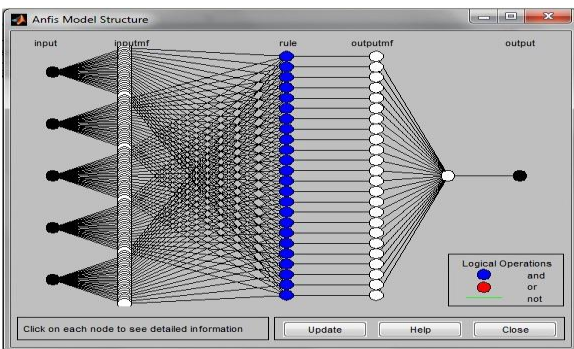 Anfis Model Structure
input inputmf rule outputmf output
Logical Operations
and
or
not
Click on each node to see detailed information
Update Help Close